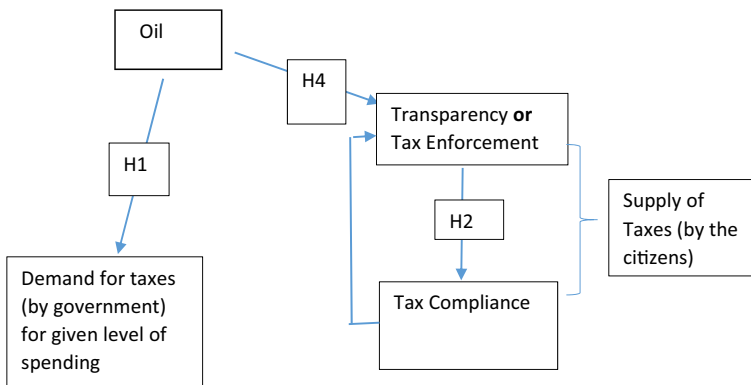 Oil
H4
Transparency or
Tax Enforcement
H1
H2
Supply of
Taxes (by the
citizens)
Demand for taxes
(by government)
for given level of
spending
Tax Compliance